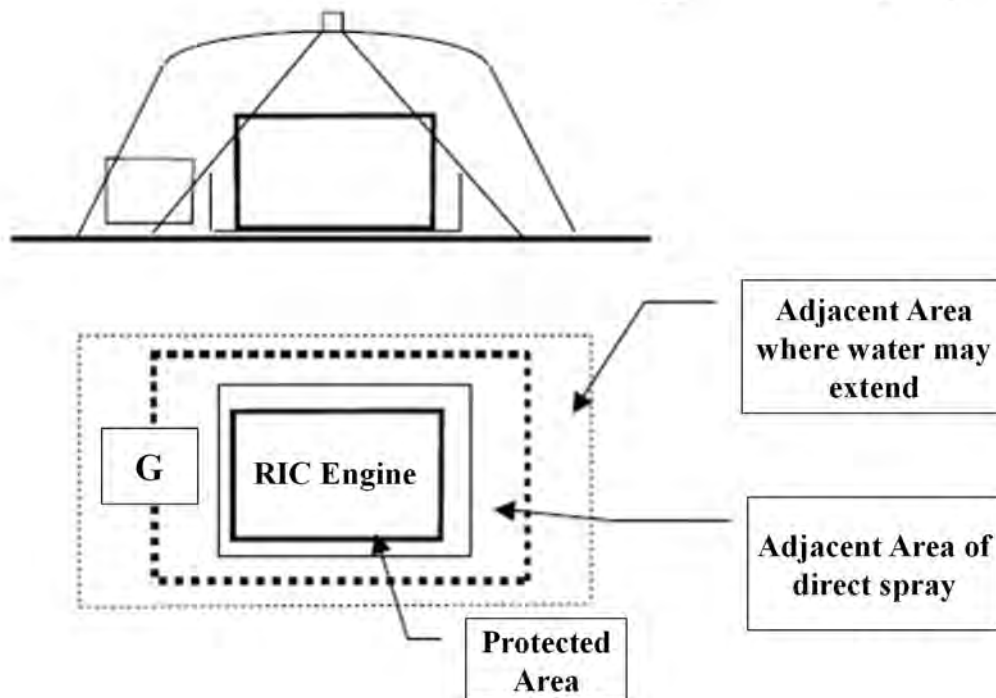 Adjacent Area
where water may
extend
G
RIC Engine
Adjacent Area of
direct spray
Protected
Area